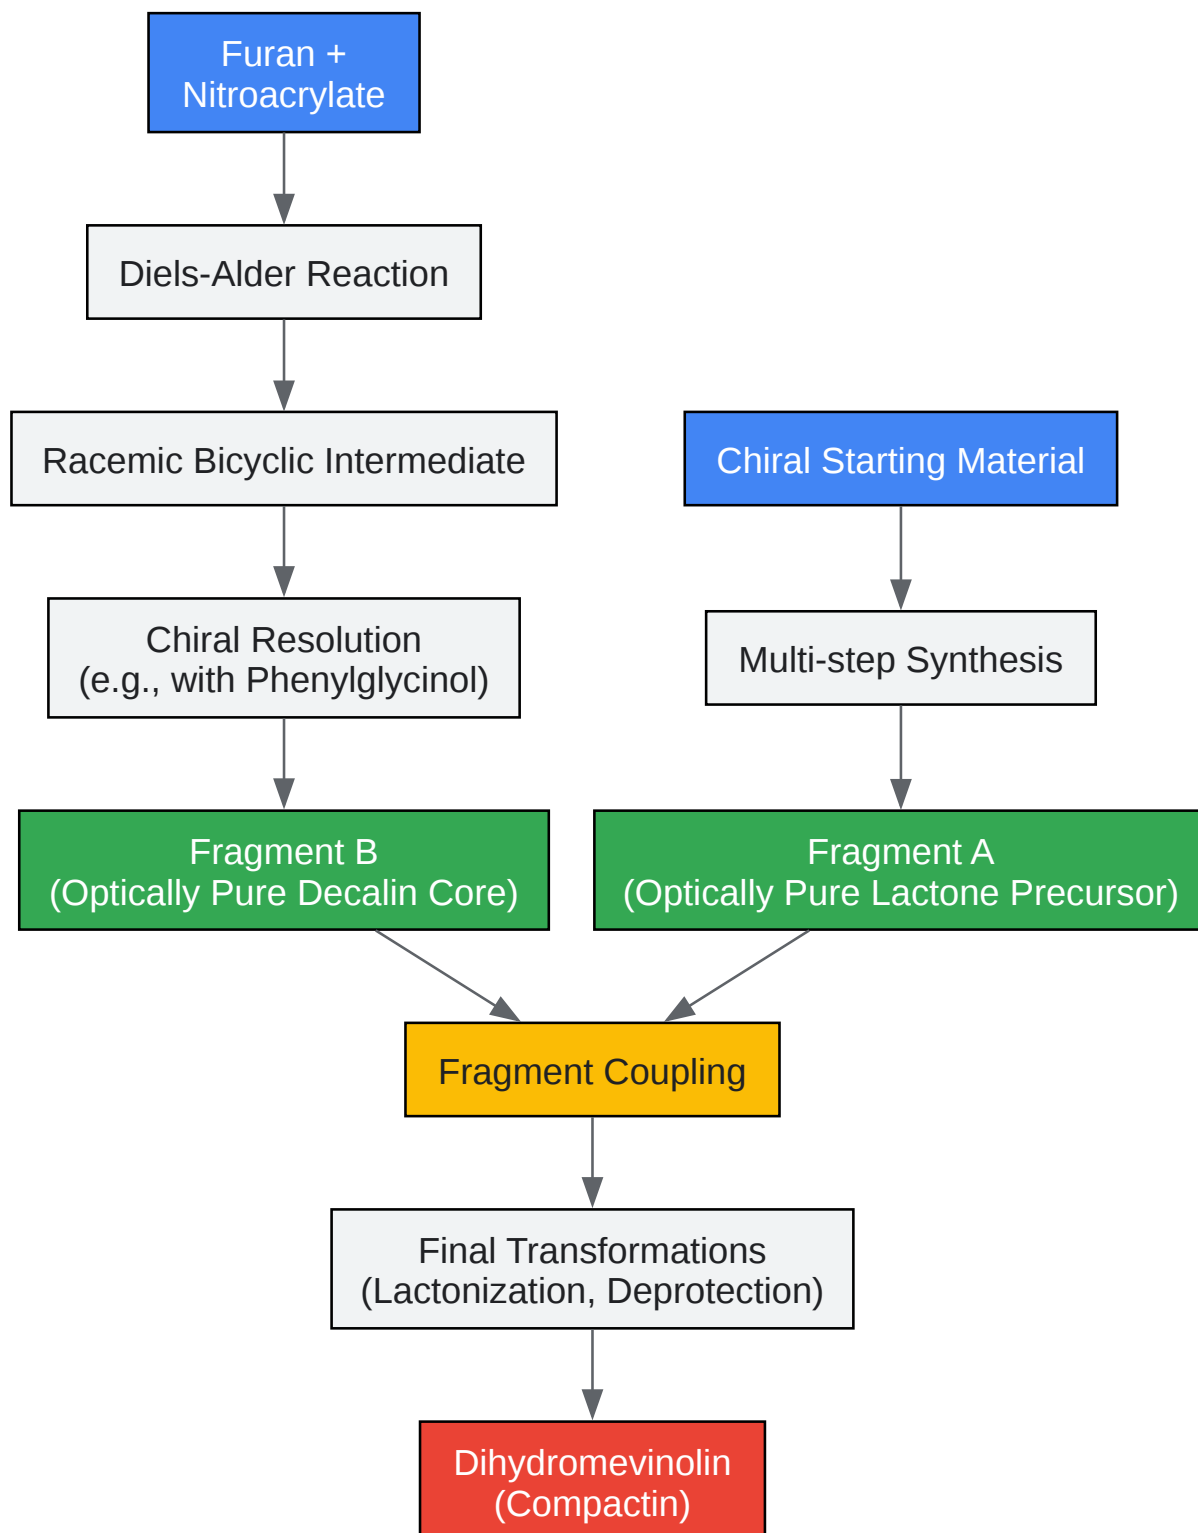 Furan +
Nitroacrylate
Diels-Alder Reaction
Racemic Bicyclic Intermediate
Chiral Starting Material
Chiral Resolution
(e.g., with Phenylglycinol)
Multi-step Synthesis
Fragment B
(Optically Pure Decalin Core)
Fragment A
(Optically Pure Lactone Precursor)
Fragment Coupling
Final Transformations
(Lactonization, Deprotection)
Dihydromevinolin
(Compactin)